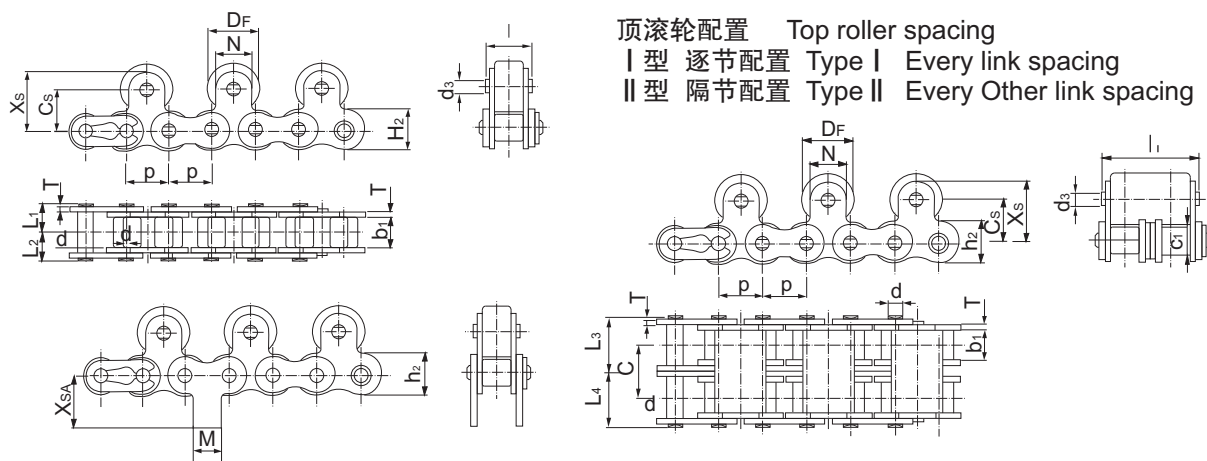 顶滚轮配置 Top roller spacing
Ⅰ型 逐节配置 Type Ⅰ Every link spacing
Ⅱ型 隔节配置 Type Ⅱ Every Other link spacing
DF
N
Xs
Cs
H2
p p
l
d3
T
T
L1
L2
d
d
b1
XSA
M
h2
DF
N
Cs
Xs
h2
p p
l1
d3
c1
T
d
T
L3
C
L4
d
b1